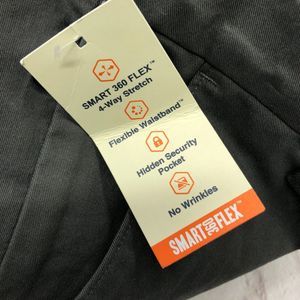 SMART 360 FLEX™
4-Way Stretch
Flexible Waistband™
Hidden Security
Pocket
No Wrinkles
SMART 360 FLEX™